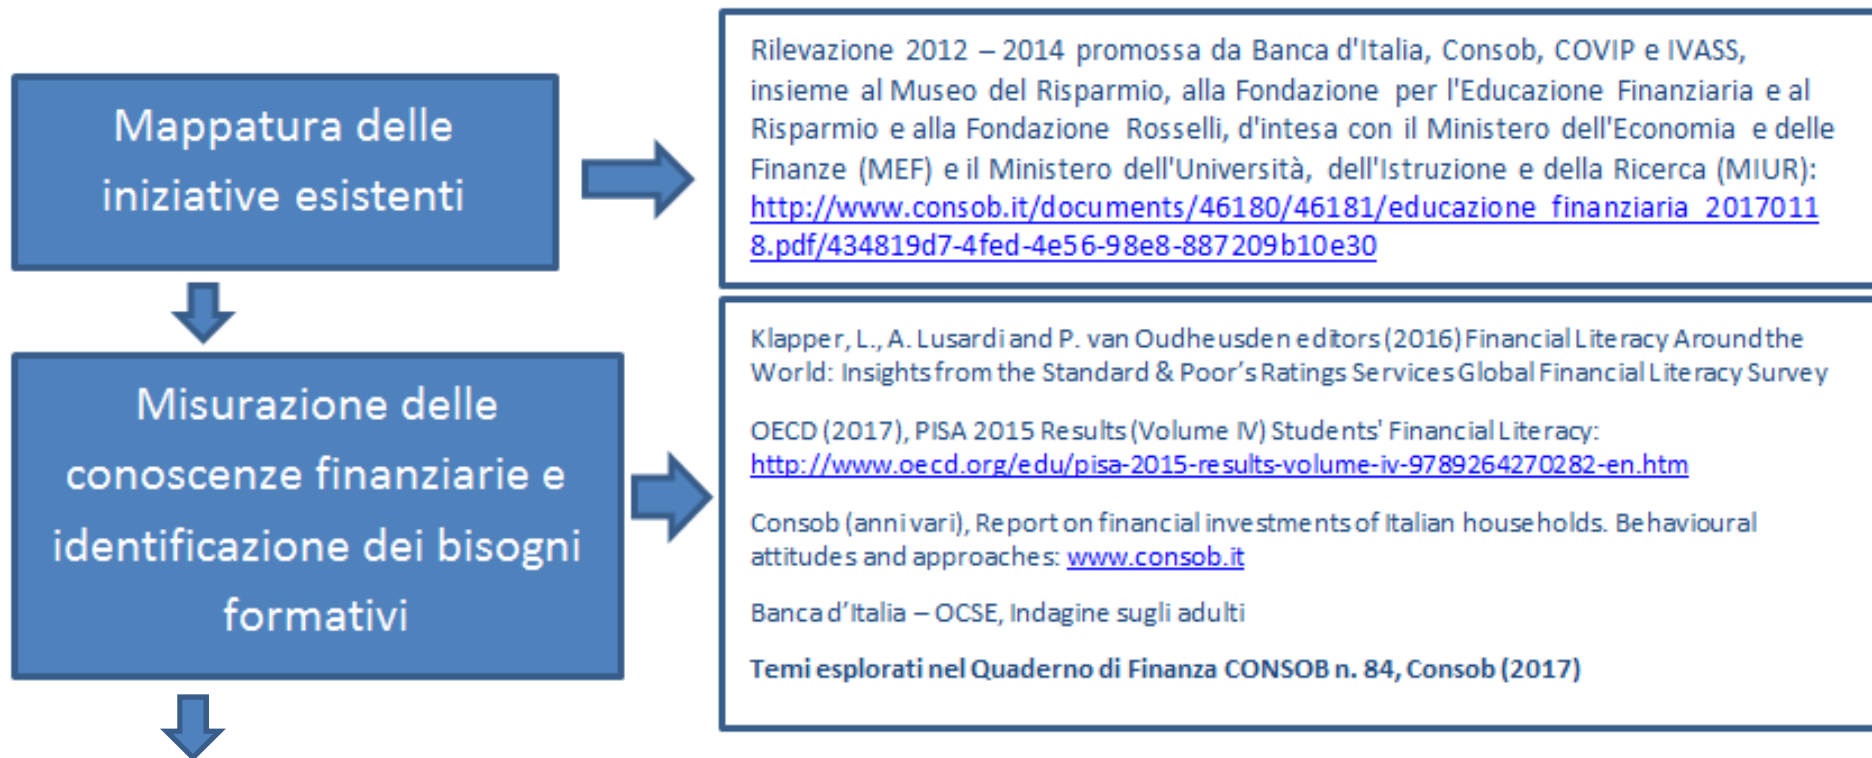 Mappatura delle
iniziative esistenti
Rilevazione 2012 – 2014 promossa da Banca d'Italia, Consob, COVIP e IVASS,
insieme al Museo del Risparmio, alla Fondazione per l'Educazione Finanziaria e al
Risparmio e alla Fondazione Rosselli, d'intesa con il Ministero dell'Economia e delle
Finanze (MEF) e il Ministero dell'Università, dell'Istruzione e della Ricerca (MIUR):
http://www.consob.it/documents/46180/46181/educazione_finanziaria_2017011
8.pdf/434819d7-4fed-4e56-98e8-887209b10e30
Misurazione delle
conoscenze finanziarie e
identificazione dei bisogni
formativi
Klapper, L., A. Lusardi and P. van Oudheusden editors (2016) Financial Literacy Around the
World: Insights from the Standard & Poor's Ratings Services Global Financial Literacy Survey
OECD (2017), PISA 2015 Results (Volume IV) Students' Financial Literacy:
http://www.oecd.org/edu/pisa-2015-results-volume-iv-9789264270282-en.htm
Consob (anni vari), Report on financial investments of Italian households. Behavioural
attitudes and approaches: www.consob.it
Banca d'Italia – OCSE, Indagine sugli adulti
Temi esplorati nel Quaderno di Finanza CONSOB n. 84, Consob (2017)